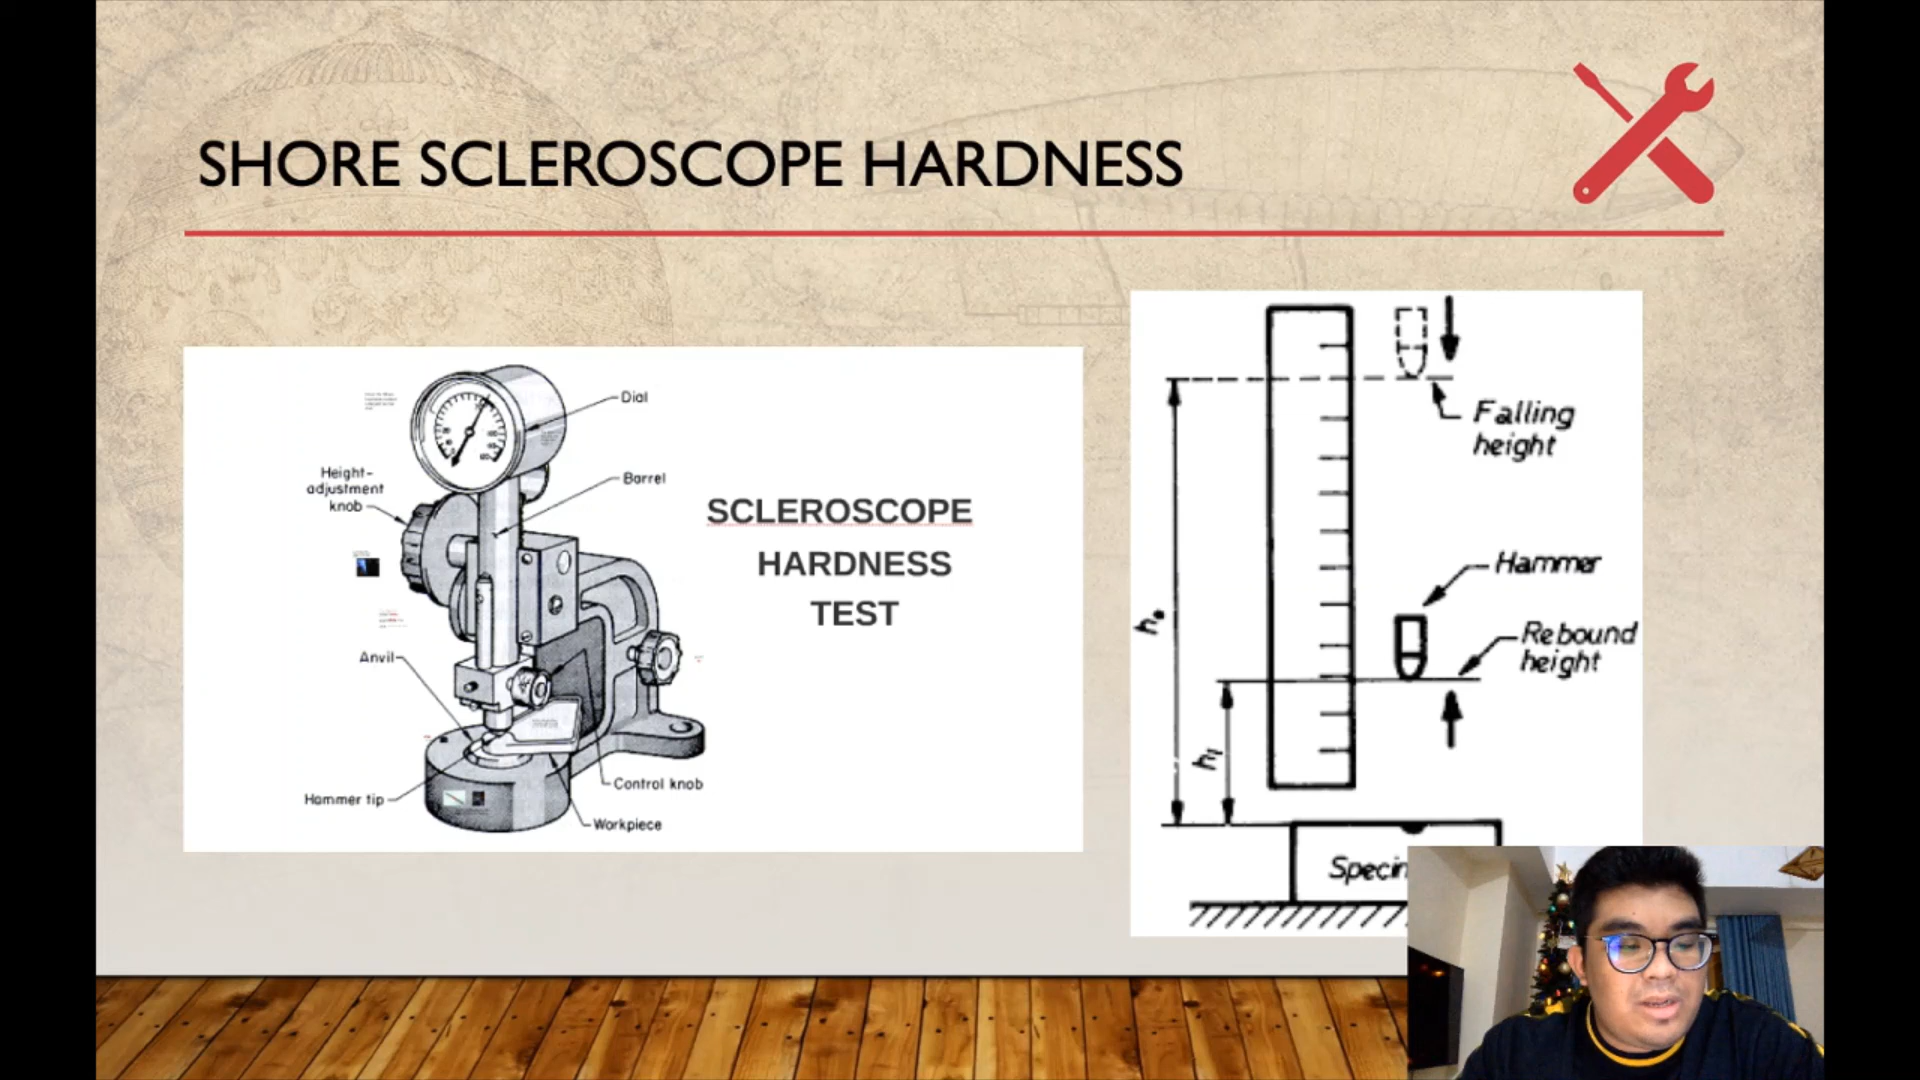 SHORE SCLEROSCOPE HARDNESS
Dial
Height-
adjustment
knob
Barrel
SCLEROSCOPE
HARDNESS
TEST
Anvil
Hammer tip
Control knob
Workpiece
Falling
height
Hammer
Rebound
height
h₀
h₁
Specim